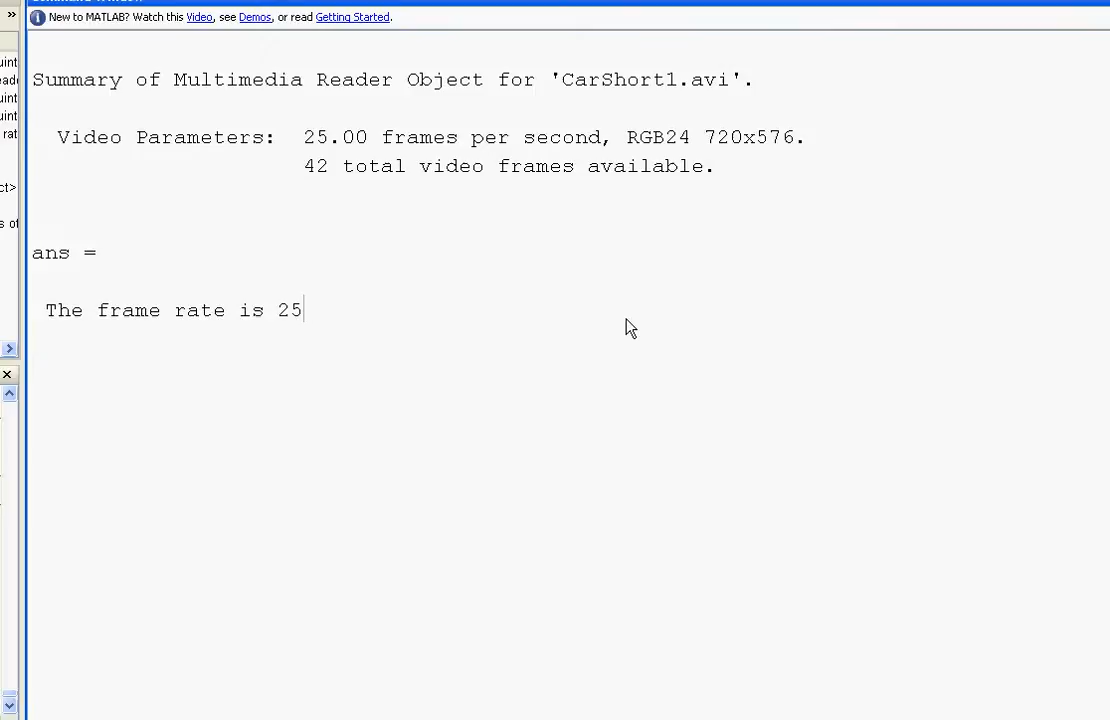 »
New to MATLAB? Watch this Video, see Demos, or read Getting Started.
Summary of Multimedia Reader Object for 'CarShort1.avi'.
Video Parameters: 25.00 frames per second, RGB24 720x576.
42 total video frames available.
ans =
The frame rate is 25